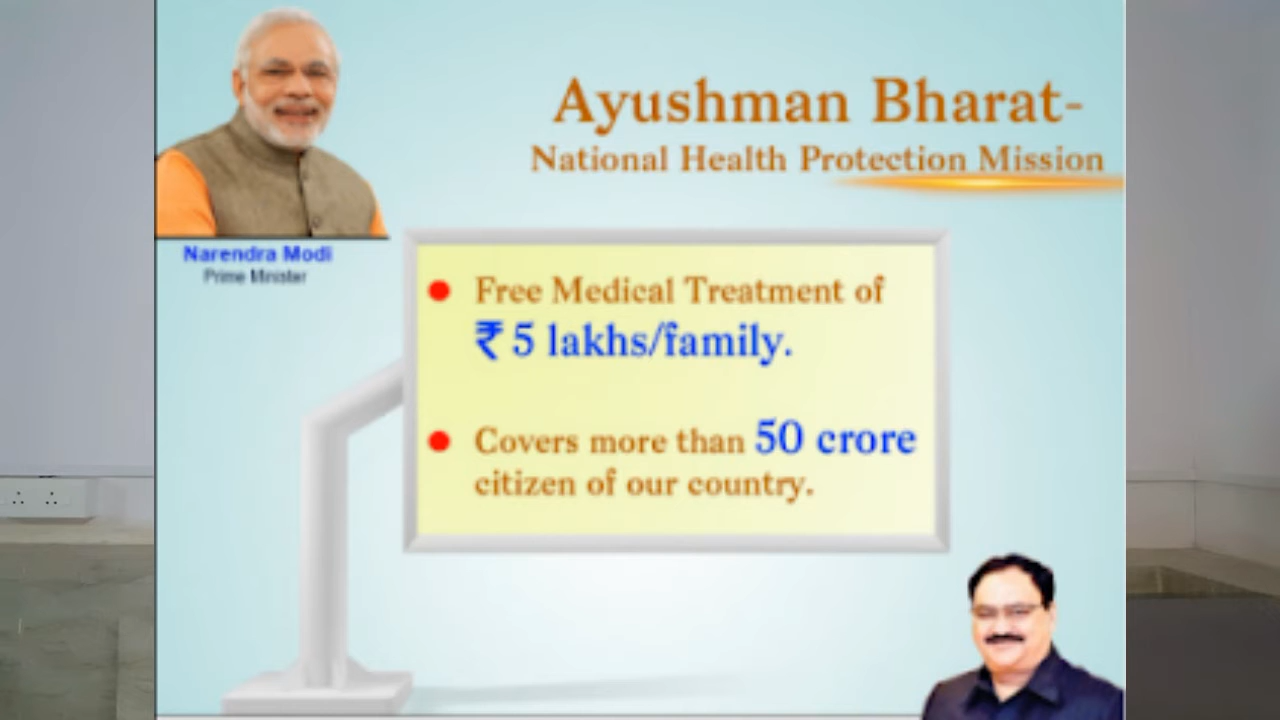 Ayushman Bharat-
National Health Protection Mission
Narendra Modi
Prime Minister
Free Medical Treatment of
₹ 5 lakhs/family.
Covers more than 50 crore
citizen of our country.